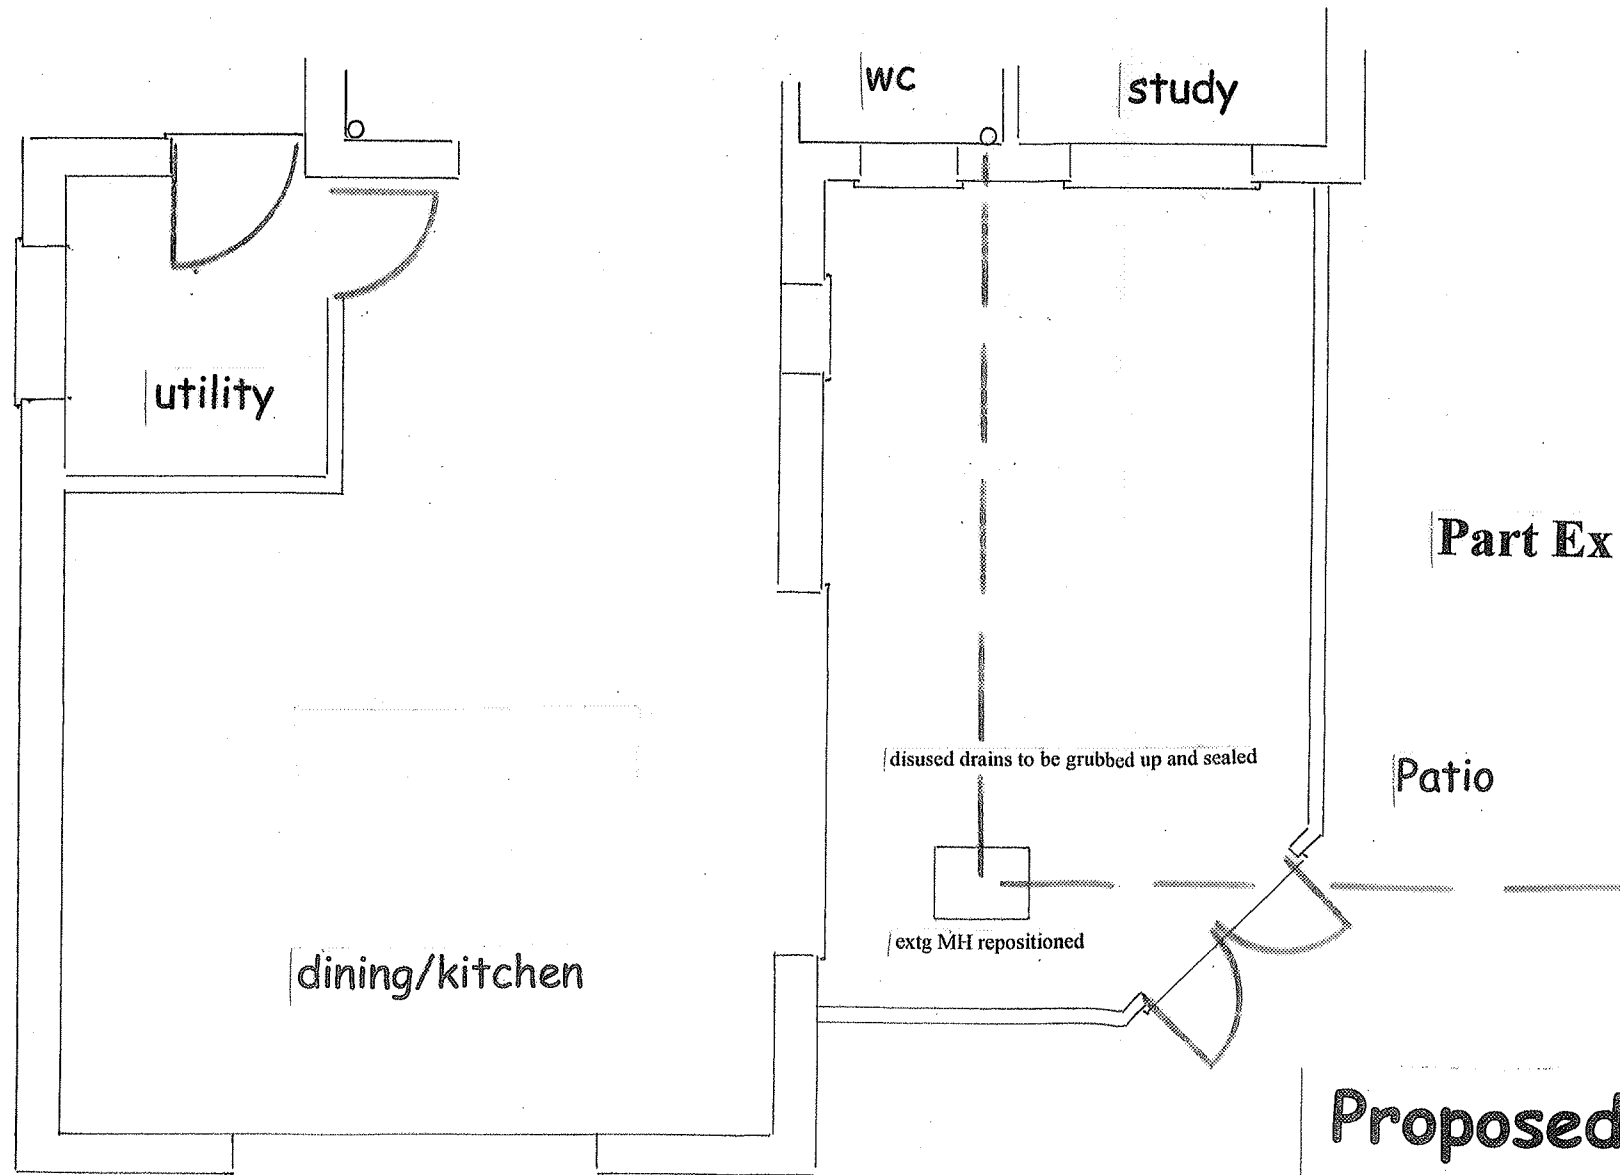 wc
study
utility
Part Ex
disused drains to be grubbed up and sealed
Patio
extg MH repositioned
dining/kitchen
Proposed